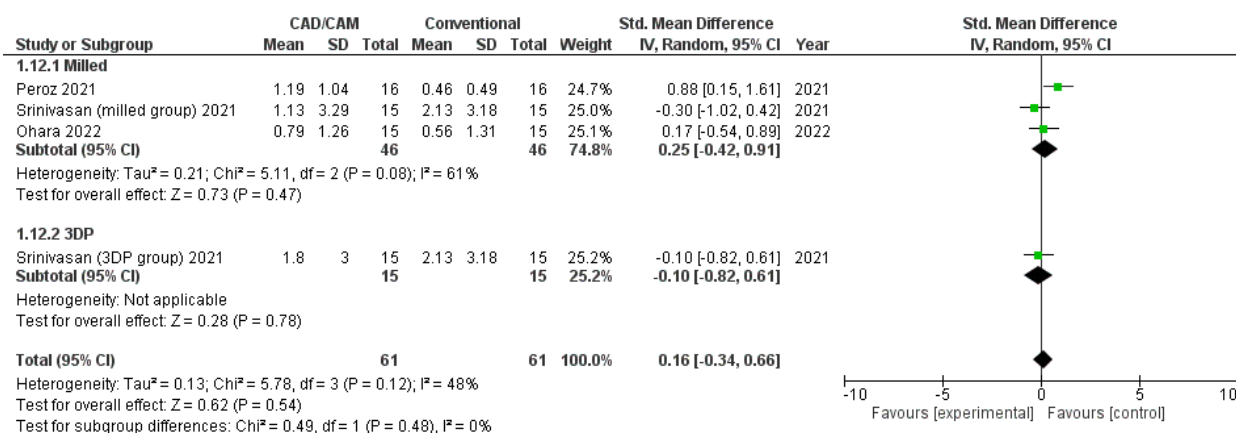 CAD/CAM Conventional Std. Mean Difference Std. Mean Difference
Study or Subgroup Mean SD Total Mean SD Total Weight IV, Random, 95% CI Year IV, Random, 95% CI
1.12.1 Milled
Peroz 2021 1.19 1.04 16 0.46 0.49 16 24.7% 0.88 [0.15, 1.61] 2021
Srinivasan (milled group) 2021 1.13 3.29 15 2.13 3.18 15 25.0% -0.30 [-1.02, 0.42] 2021
Ohara 2022 0.79 1.26 15 0.56 1.31 15 25.1% 0.17 [-0.54, 0.89] 2022
Subtotal (95% CI) 46 46 74.8% 0.25 [-0.42, 0.91]
Heterogeneity: Tau² = 0.21; Chi² = 5.11, df = 2 (P = 0.08); I² = 61%
Test for overall effect: Z = 0.73 (P = 0.47)
1.12.2 3DP
Srinivasan (3DP group) 2021 1.8 3 15 2.13 3.18 15 25.2% -0.10 [-0.82, 0.61] 2021
Subtotal (95% CI) 15 15 25.2% -0.10 [-0.82, 0.61]
Heterogeneity: Not applicable
Test for overall effect: Z = 0.28 (P = 0.78)
Total (95% CI) 61 61 100.0% 0.16 [-0.34, 0.66]
Heterogeneity: Tau² = 0.13; Chi² = 5.78, df = 3 (P = 0.12); I² = 48%
Test for overall effect: Z = 0.62 (P = 0.54)
Test for subgroup differences: Chi² = 0.49, df = 1 (P = 0.48), I² = 0%
-10 -5 0 5 10
Favours [experimental] Favours [control]